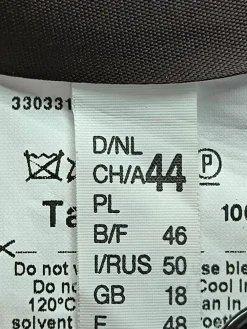 330331
D/NL
CH/A 44
PL
B/F 46
I/RUS 50
GB 18
E 48
P
Ta
100
Do not
Do not
120°C
solvent
se ble
Cool I
an in